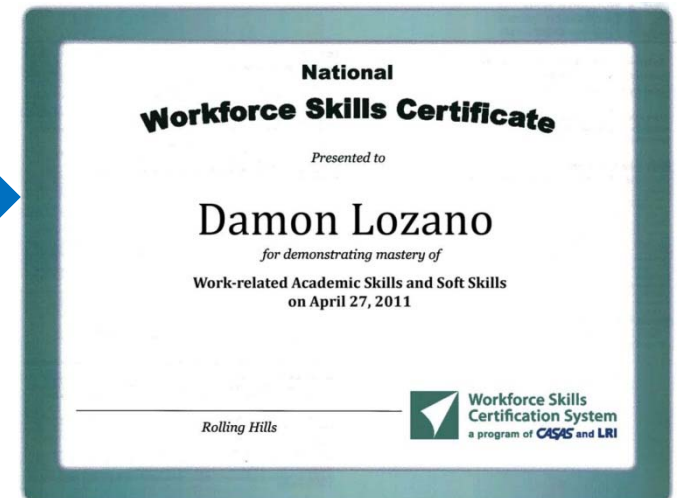 National
Workforce Skills Certificate
Presented to
Damon Lozano
for demonstrating mastery of
Work-related Academic Skills and Soft Skills
on April 27, 2011
Rolling Hills
Workforce Skills
Certification System
a program of CASAS and LRI